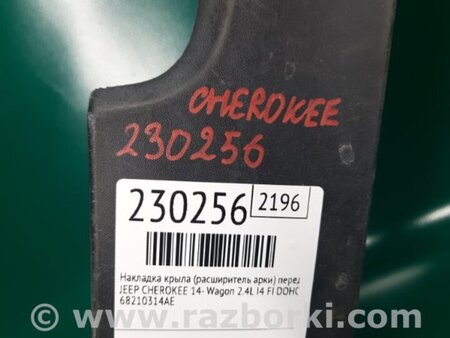 CHEROKEE
230256
230256 2196
Накладка крыла (расширитель арки) перед
JEEP CHEROKEE 14- Wagon 2.4L I4 FI DOHC
68210314AE
www.razborki.com